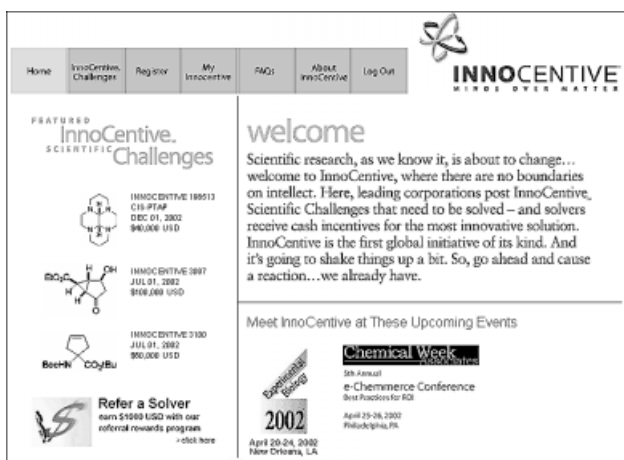 Home
InnoCentive Challenges
Register
My Innocentive
FAQs
About InnoCentive
Log Out
INNOCENTIVE
MINDS OVER MATTER
FEATURED
InnoCentive
SCIENTIFIC Challenges
INNOCENTIVE
CIS-PTAP
DEC 01, 2002
$40,000 USD
INNOCENTIVE
JUL 01, 2002
$100,000 USD
OH
H
H
O
INNOCENTIVE 3100
JUL 01, 2002
BocHN CO₂tBu
Refer a Solver
earn $1000 USD with our
referral rewards program
>click here
welcome
Scientific research, as we know it, is about to change…
welcome to InnoCentive, where there are no boundaries
on intellect. Here, leading corporations post InnoCentive
Scientific Challenges that need to be solved – and solvers
receive cash incentives for the most innovative solution.
InnoCentive is the first global initiative of its kind. And
it's going to shake things up a bit. So, go ahead and cause
a reaction…we already have.
Meet InnoCentive at These Upcoming Events
Experimental
Biology
2002
April 20-24, 2002
New Orleans, LA
Chemical Week
Associates
5th Annual
e-Chemmerce Conference
Best Practices for ROI
April 25-26, 2002
Philadelphia, PA